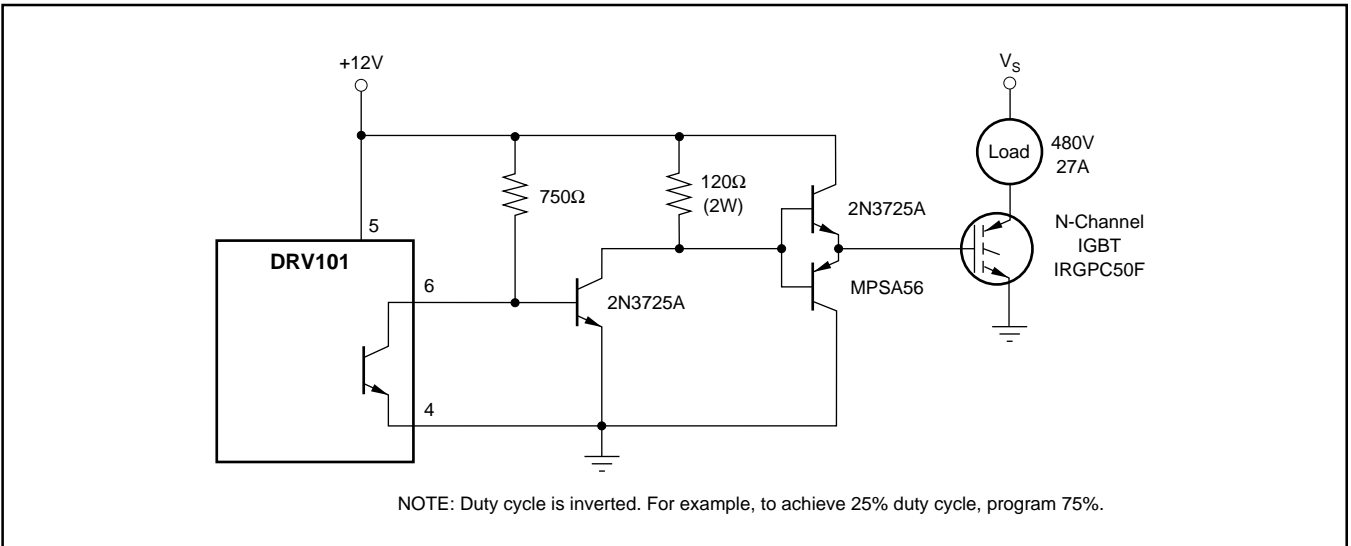 +12V
V_S
Load
480V
27A
750Ω
120Ω
(2W)
2N3725A
N-Channel
IGBT
IRGPC50F
5
DRV101
MPSA56
6
2N3725A
4
NOTE: Duty cycle is inverted. For example, to achieve 25% duty cycle, program 75%.